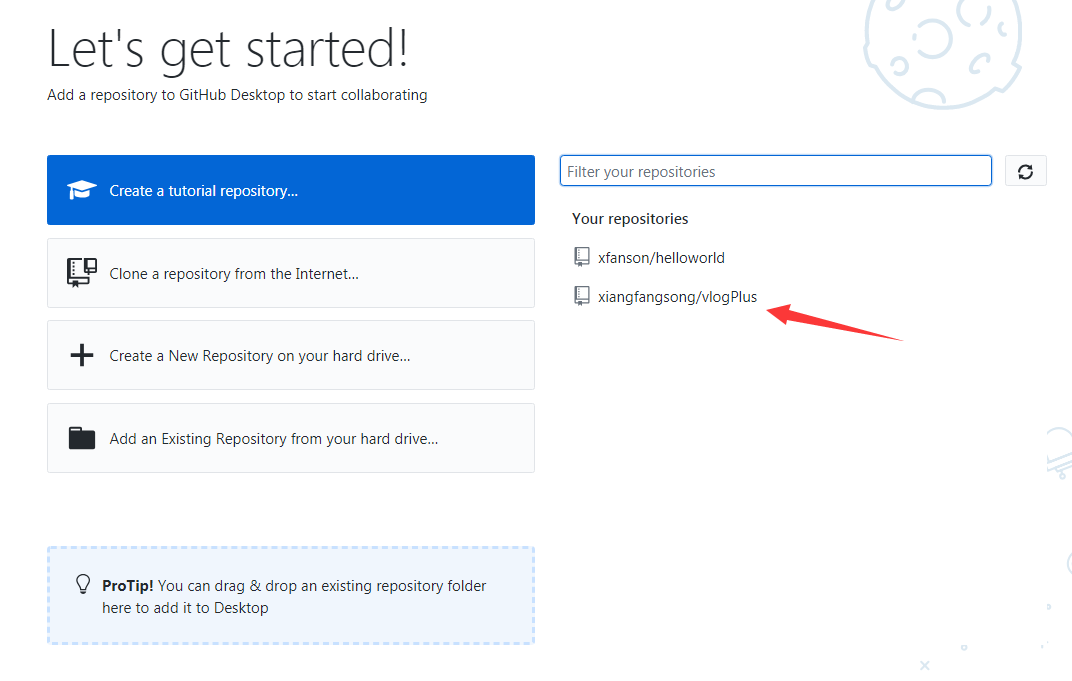 Let's get started!
Add a repository to GitHub Desktop to start collaborating
Create a tutorial repository...
Clone a repository from the Internet...
Create a New Repository on your hard drive...
Add an Existing Repository from your hard drive...
ProTip! You can drag & drop an existing repository folder
here to add it to Desktop
Filter your repositories
Your repositories
xfanson/helloworld
xiangfangsong/vlogPlus